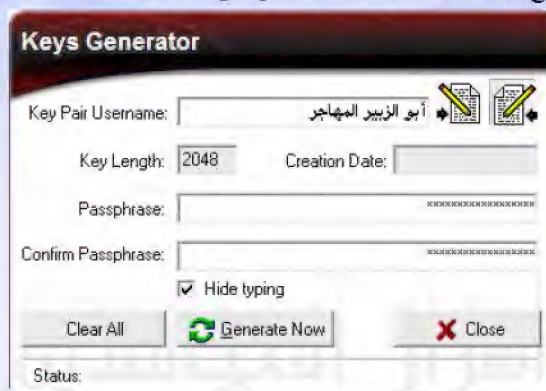 Keys Generator
Key Pair Username: أبو الزبير المهاجر
Key Length: 2048 Creation Date:
Passphrase: *****************
Confirm Passphrase: *****************
Hide typing
Clear All Generate Now Close
Status: